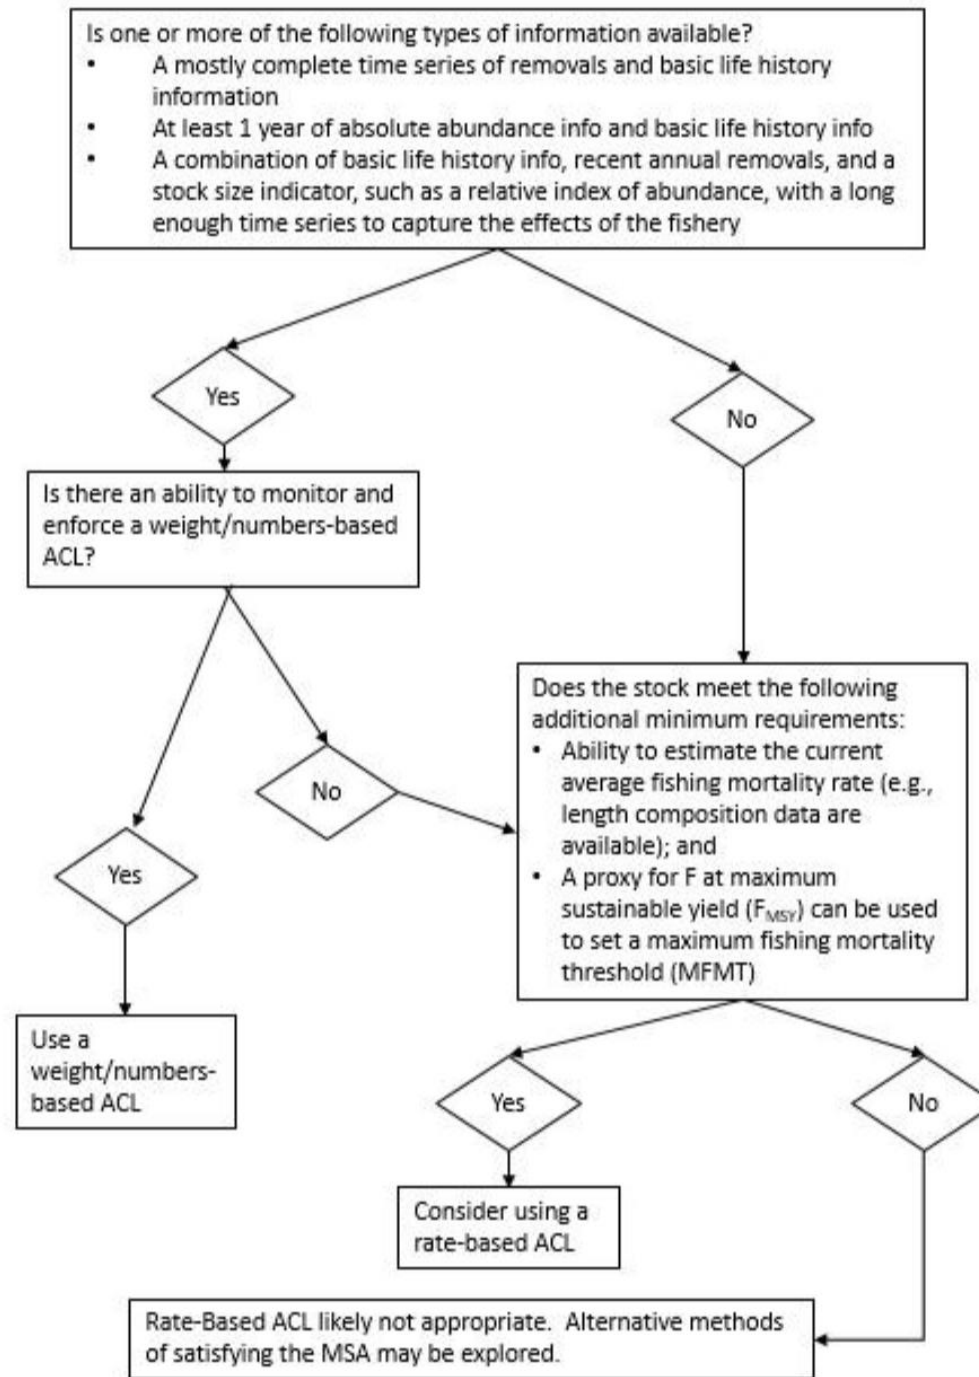 Is one or more of the following types of information available?
• A mostly complete time series of removals and basic life history
information
• At least 1 year of absolute abundance info and basic life history info
• A combination of basic life history info, recent annual removals, and a
stock size indicator, such as a relative index of abundance, with a long
enough time series to capture the effects of the fishery
Yes
No
Is there an ability to monitor and
enforce a weight/numbers-based
ACL?
No
Yes
Does the stock meet the following
additional minimum requirements:
• Ability to estimate the current
average fishing mortality rate (e.g.,
length composition data are
available); and
• A proxy for F at maximum
sustainable yield (FMSY) can be used
to set a maximum fishing mortality
threshold (MFMT)
Use a
weight/numbers-
based ACL
Yes
No
Consider using a
rate-based ACL
Rate-Based ACL likely not appropriate. Alternative methods
of satisfying the MSA may be explored.